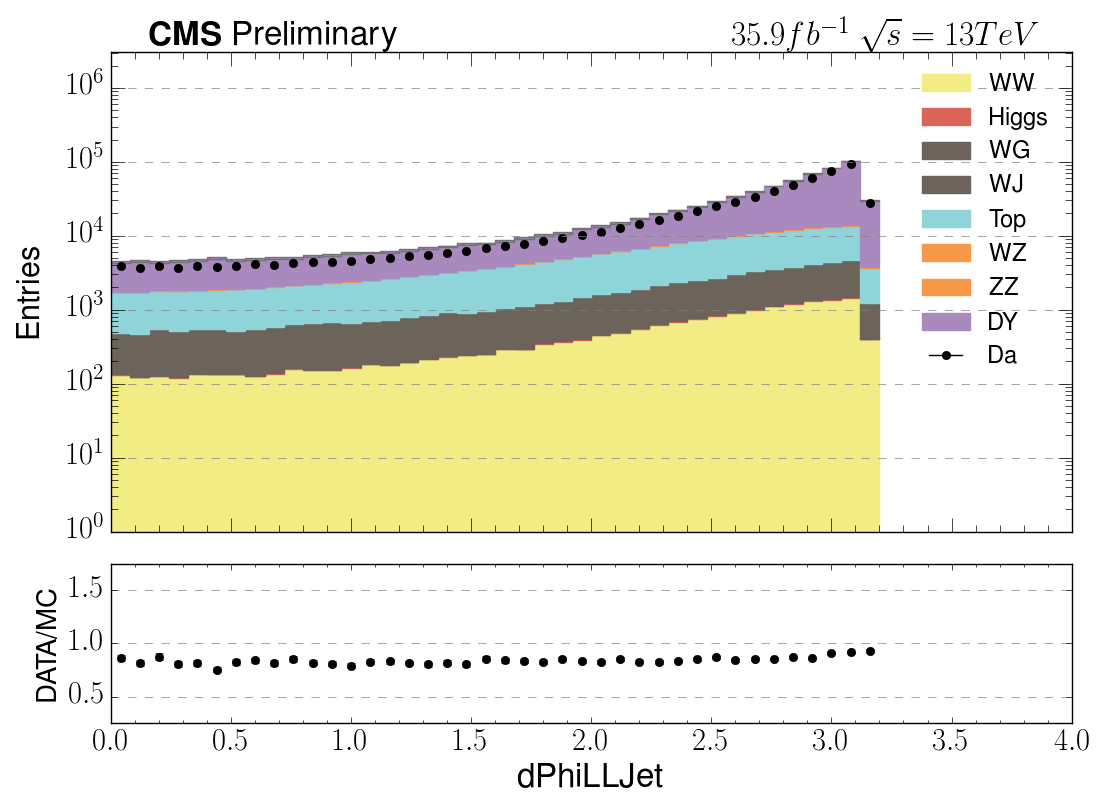 CMS Preliminary 35.9fb⁻¹ √s = 13TeV
Entries
10⁶
10⁵
10⁴
10³
10²
10¹
10⁰
WW
Higgs
WG
WJ
Top
WZ
ZZ
DY
Da
DATA/MC
1.5
1.0
0.5
0.0 0.5 1.0 1.5 2.0 2.5 3.0 3.5 4.0
dPhiLLJet